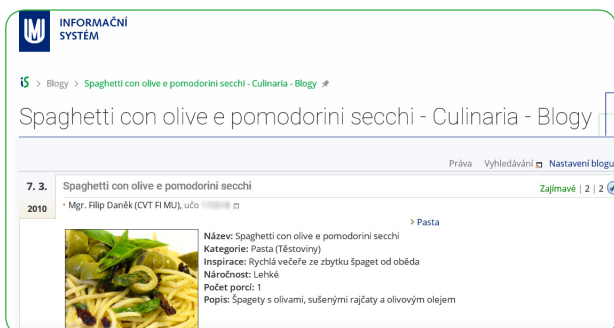 INFORMAČNÍ
SYSTÉM
is > Blogy > Spaghetti con olive e pomodorini secchi - Culinaria - Blogy
Spaghetti con olive e pomodorini secchi - Culinaria - Blogy
Práva Vyhledávání Nastavení blogu
7. 3. Spaghetti con olive e pomodorini secchi Zajímavé | 2 | 2
2010 Mgr. Filip Daněk (CVT FI MU), učo
> Pasta
Název: Spaghetti con olive e pomodorini secchi
Kategorie: Pasta (Těstoviny)
Inspirace: Rychlá večeře ze zbytku špaget od oběda
Náročnost: Lehké
Počet porcí: 1
Popis: Špagety s olivami, sušenými rajčaty a olivovým olejem